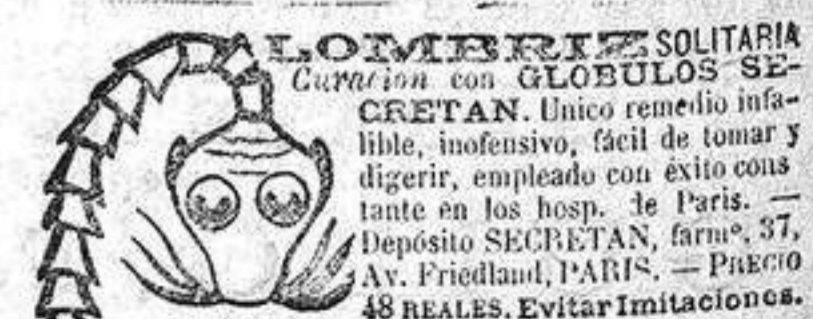 LOMBRIZ SOLITARIA
Curacion con GLOBULOS SE-
CRETAN. Unico remedio infa-
lible, inofensivo, fácil de tomar y
digerir, empleado con éxito cons
tante en los hosp. de Paris. —
Depósito SECRETAN, farmº, 37,
Av. Friedland, PARIS. — PRECIO
48 REALES. Evitar Imitaciones.